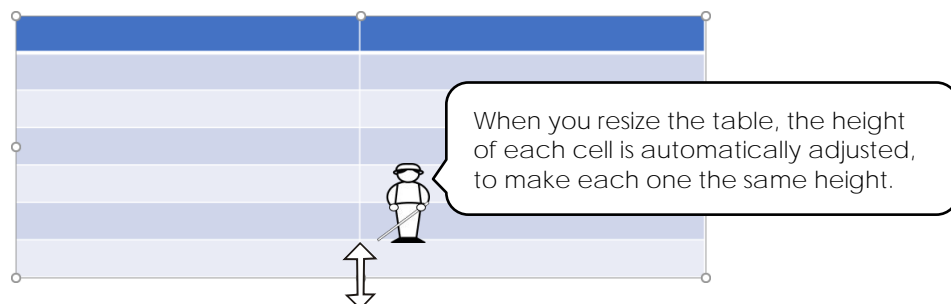 When you resize the table, the height
of each cell is automatically adjusted,
to make each one the same height.